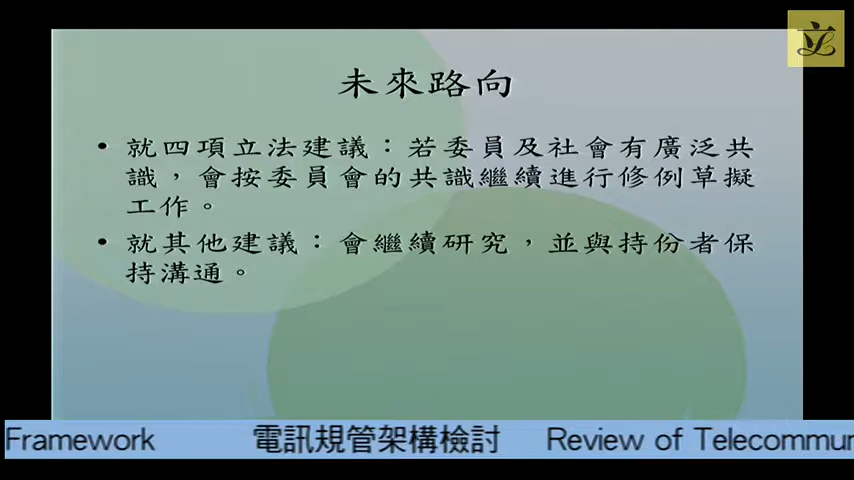 未來路向
• 就四項立法建議：若委員及社會有廣泛共
識，會按委員會的共識繼續進行修例草擬
工作。
• 就其他建議：會繼續研究，並與持份者保
持溝通。
Framework 電訊規管架構檢討 Review of Telecommun